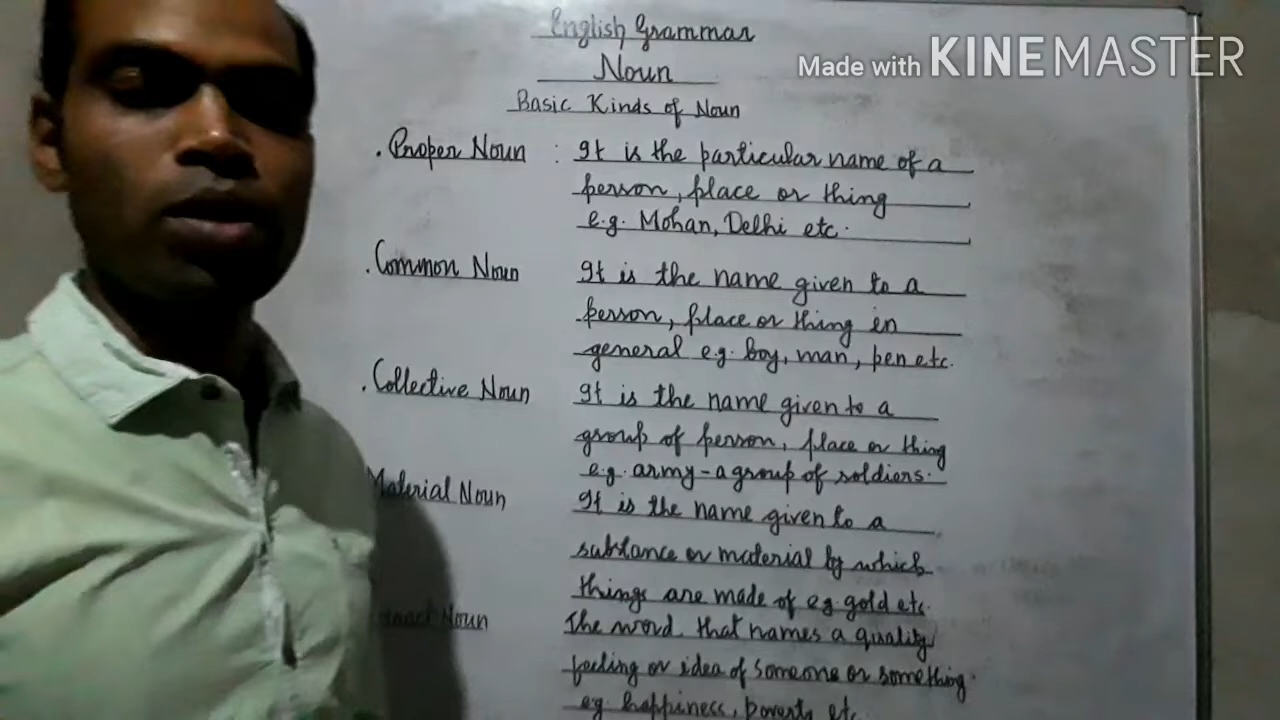 English Grammar
Made with KINEMASTER
Noun
Basic Kinds of Noun
. Proper Noun : It is the particular name of a
person, place or thing
e.g. Mohan, Delhi etc.
. Common Noun It is the name given to a
person, place or thing in
general e.g. boy, man, pen etc.
. Collective Noun It is the name given to a
group of person, place or thing
e.g. army - a group of soldiers.
Material Noun It is the name given to a
substance or material by which
things are made of eg gold etc.
Noun The word that names a quality
feeling or idea of someone or something.
eg. happiness, poverty etc.